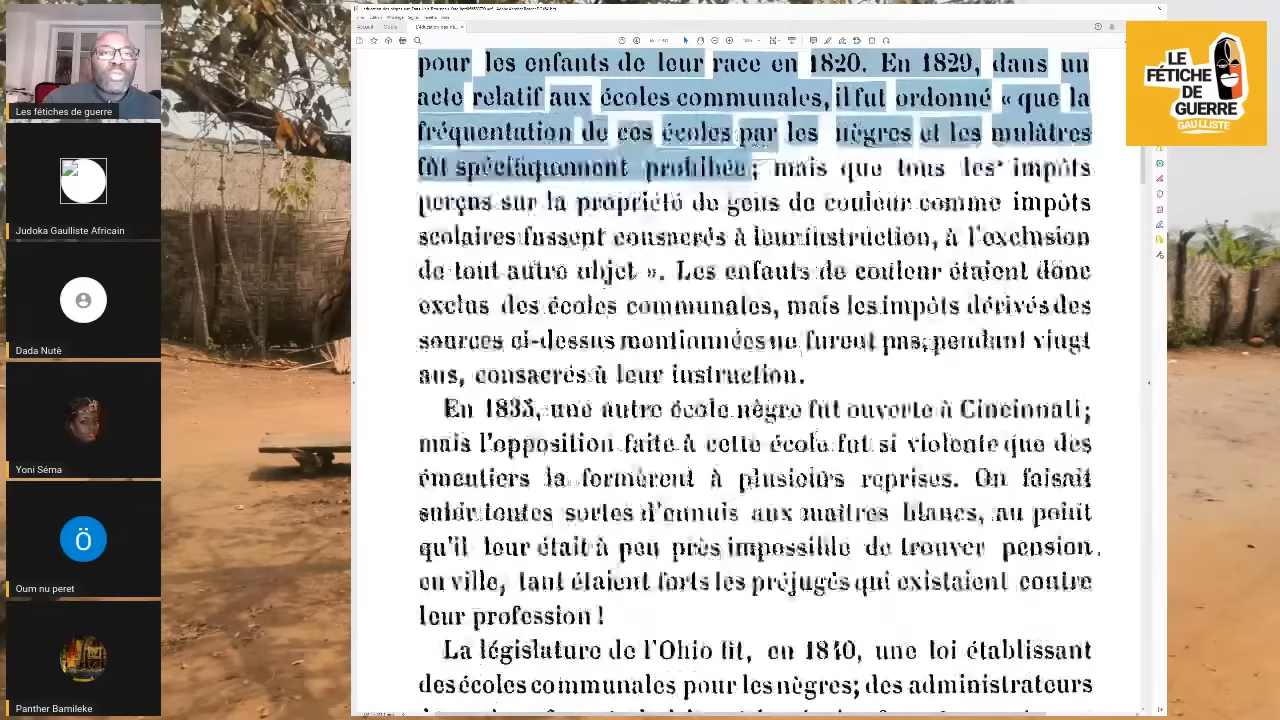 Les fétiches de guerre
Judoka Gaulliste Africain
Dada Nutè
Yoni Séma
Ö
Oum nu peret
Panther Bamileke
Accueil Outils L'éducation des nè...
pour les enfants de leur race en 1820. En 1829, dans un
acte relatif aux écoles communales, il fut ordonné « que la
fréquentation de ces écoles par les nègres et les mulâtres
fût spécifiquement prohibée; mais que tous les impôts
perçus sur la propriété de gens de couleur comme impôts
scolaires fussent consacrés à leur instruction, à l'exclusion
de tout autre objet ». Les enfants de couleur étaient donc
exclus des écoles communales, mais les impôts dérivés des
sources ci-dessus mentionnées ne furent pas, pendant vingt
ans, consacrés à leur instruction.
En 1835, une autre école nègre fut ouverte à Cincinnati;
mais l'opposition faite à cette école fut si violente que des
émeutiers la fermèrent à plusieurs reprises. On faisait
subir toutes sortes d'ennuis aux maîtres blancs, au point
qu'il leur était à peu près impossible de trouver pension
en ville, tant étaient forts les préjugés qui existaient contre
leur profession !
La législature de l'Ohio fit, en 1840, une loi établissant
des écoles communales pour les nègres; des administrateurs
LE
FÉTICHE
DE
GUERRE
GAULLISTE